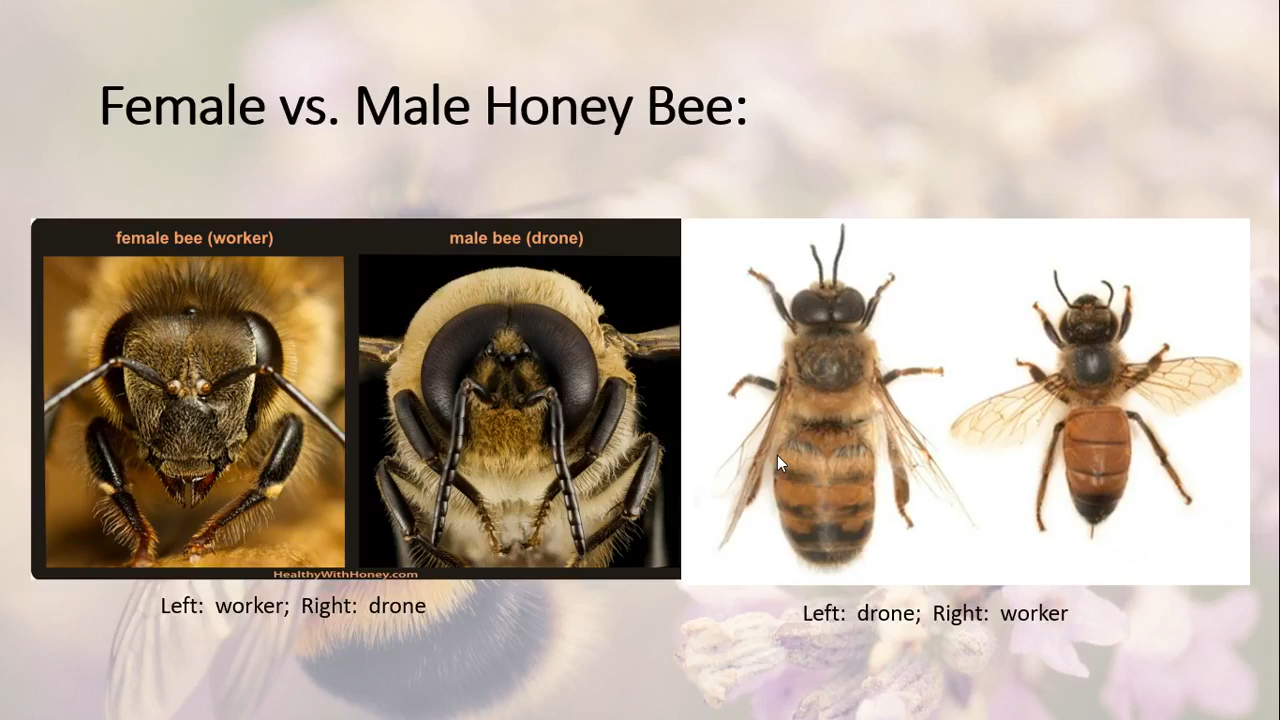 Female vs. Male Honey Bee:
female bee (worker)
male bee (drone)
HealthyWithHoney.com
Left: worker; Right: drone
Left: drone; Right: worker